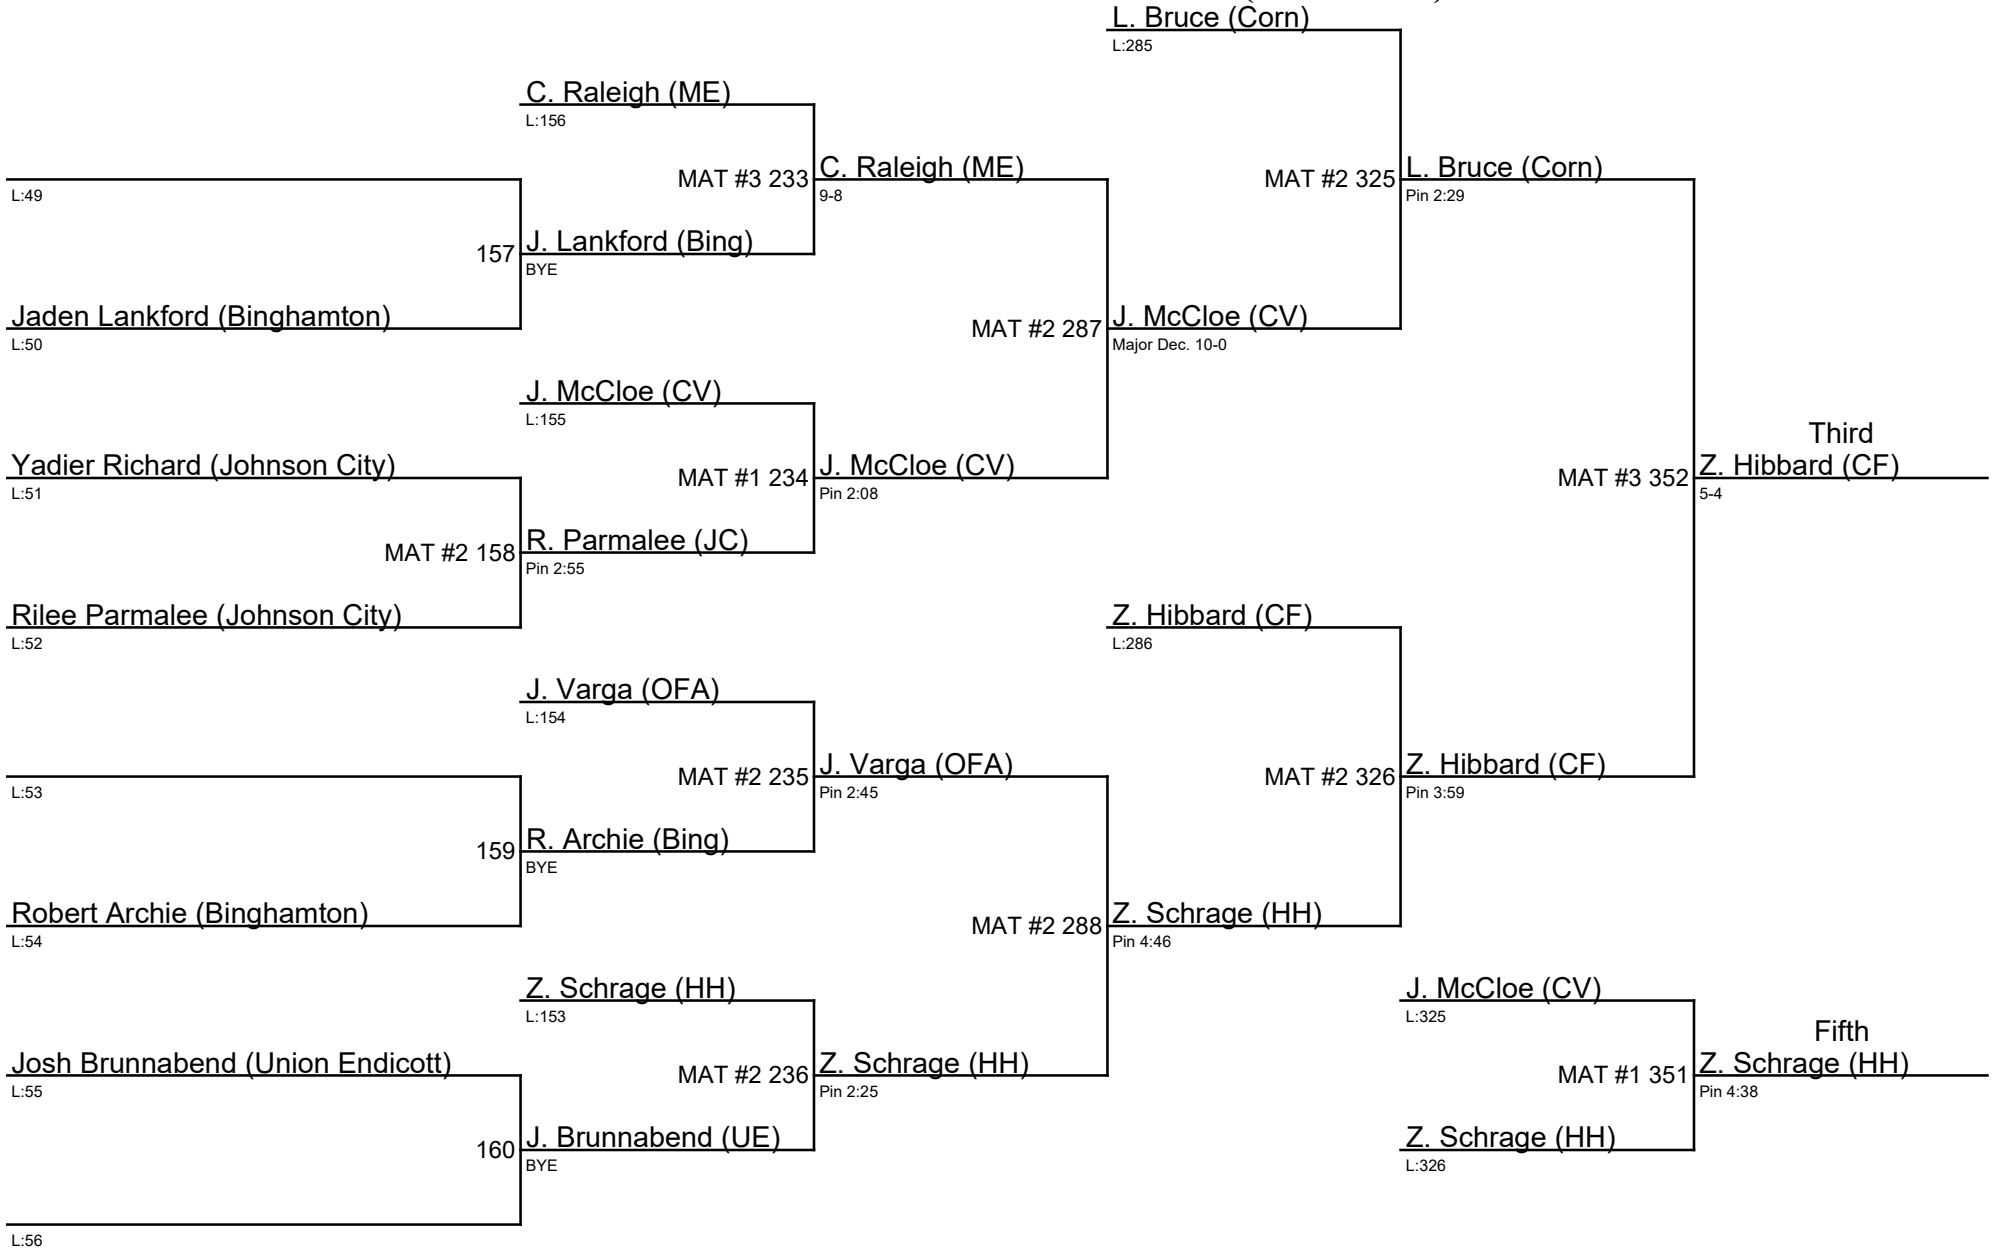 L. Bruce (Corn)
L:285
C. Raleigh (ME)
L:156
MAT #3 233
C. Raleigh (ME)
9-8
MAT #2 325
L. Bruce (Corn)
Pin 2:29
L:49
157
J. Lankford (Bing)
BYE
Jaden Lankford (Binghamton)
L:50
MAT #2 287
J. McCloe (CV)
Major Dec. 10-0
J. McCloe (CV)
L:155
Yadier Richard (Johnson City)
L:51
MAT #1 234
J. McCloe (CV)
Pin 2:08
Third
MAT #3 352
Z. Hibbard (CF)
5-4
MAT #2 158
R. Parmalee (JC)
Pin 2:55
Rilee Parmalee (Johnson City)
L:52
Z. Hibbard (CF)
L:286
J. Varga (OFA)
L:154
L:53
MAT #2 235
J. Varga (OFA)
Pin 2:45
MAT #2 326
Z. Hibbard (CF)
Pin 3:59
159
R. Archie (Bing)
BYE
Robert Archie (Binghamton)
L:54
MAT #2 288
Z. Schrage (HH)
Pin 4:46
Z. Schrage (HH)
L:153
J. McCloe (CV)
L:325
Josh Brunnabend (Union Endicott)
L:55
MAT #2 236
Z. Schrage (HH)
Pin 2:25
Fifth
MAT #1 351
Z. Schrage (HH)
Pin 4:38
160
J. Brunnabend (UE)
BYE
Z. Schrage (HH)
L:326
L:56